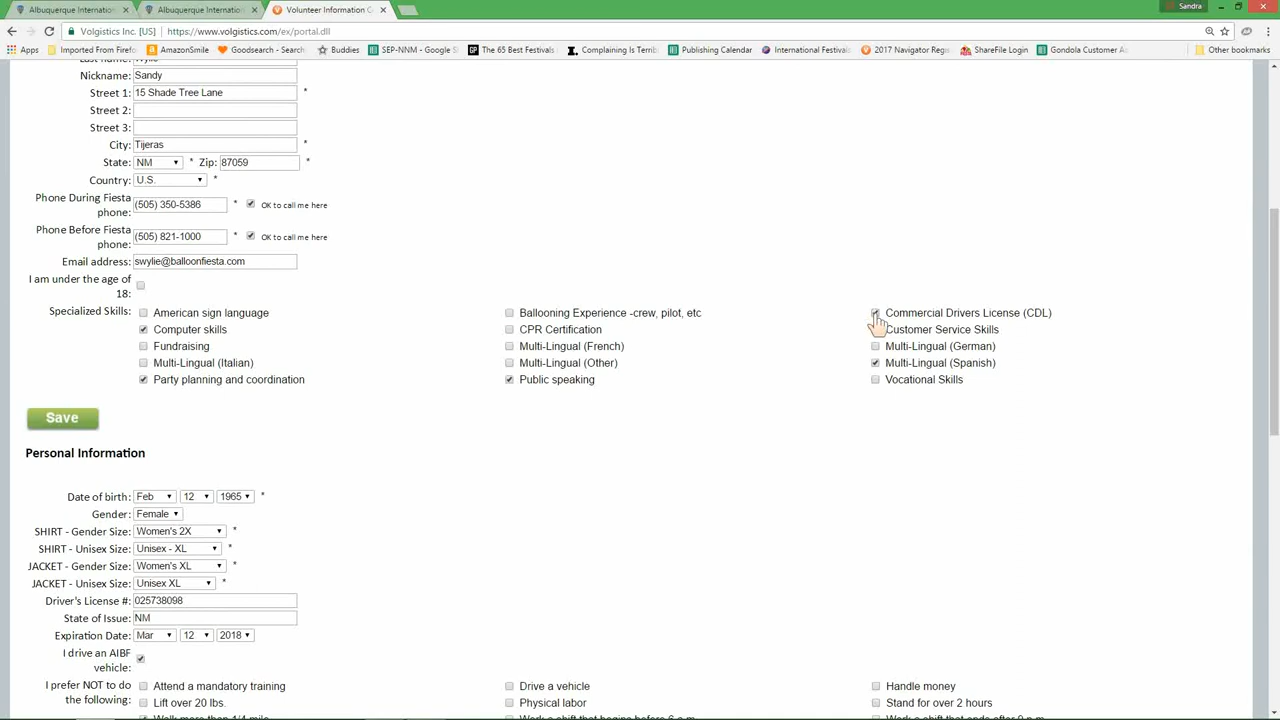 Albuquerque Internation
Albuquerque Internation
Volunteer Information C
Sandra
Volgistics Inc. [US]
https://www.volgistics.com/ex/portal.dll
Apps
Imported From Firef
AmazonSmile
Goodsearch - Search
Buddies
SEP-NNM - Google S
The 65 Best Festivals
Complaining Is Terrib
Publishing Calendar
International Festivals
2017 Navigator Reg
ShareFile Login
Gondola Customer A
Other bookmarks
Nickname: Sandy
Street 1: 15 Shade Tree Lane *
Street 2:
Street 3:
City: Tijeras *
State: NM * Zip: 87059 *
Country: U.S. *
Phone During Fiesta
phone: (505) 350-5386 * OK to call me here
Phone Before Fiesta
phone: (505) 821-1000 * OK to call me here
Email address: swylie@balloonfiesta.com
I am under the age of
18:
Specialized Skills: American sign language Ballooning Experience -crew, pilot, etc Commercial Drivers License (CDL)
Computer skills CPR Certification Customer Service Skills
Fundraising Multi-Lingual (French) Multi-Lingual (German)
Multi-Lingual (Italian) Multi-Lingual (Other) Multi-Lingual (Spanish)
Party planning and coordination Public speaking Vocational Skills
Save
Personal Information
Date of birth: Feb 12 1965 *
Gender: Female
SHIRT - Gender Size: Women's 2X *
SHIRT - Unisex Size: Unisex - XL *
JACKET - Gender Size: Women's XL *
JACKET - Unisex Size: Unisex XL *
Driver's License #: 025738098
State of Issue: NM
Expiration Date: Mar 12 2018
I drive an AIBF
vehicle:
I prefer NOT to do
the following:
Attend a mandatory training Drive a vehicle Handle money
Lift over 20 lbs. Physical labor Stand for over 2 hours